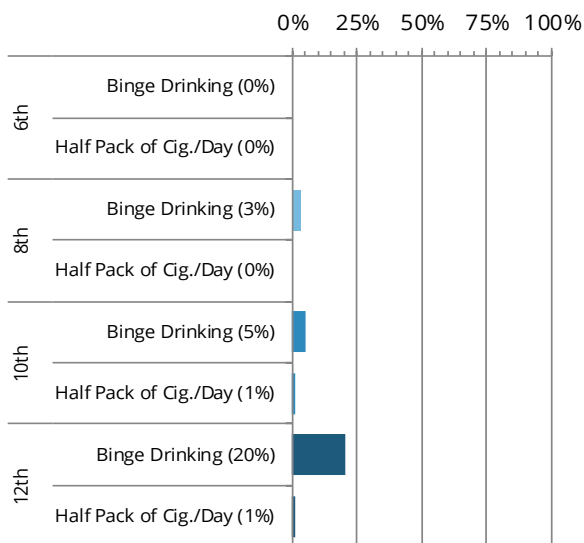 0% 25% 50% 75% 100%
6th
Binge Drinking (0%)
Half Pack of Cig./Day (0%)
8th
Binge Drinking (3%)
Half Pack of Cig./Day (0%)
10th
Binge Drinking (5%)
Half Pack of Cig./Day (1%)
12th
Binge Drinking (20%)
Half Pack of Cig./Day (1%)